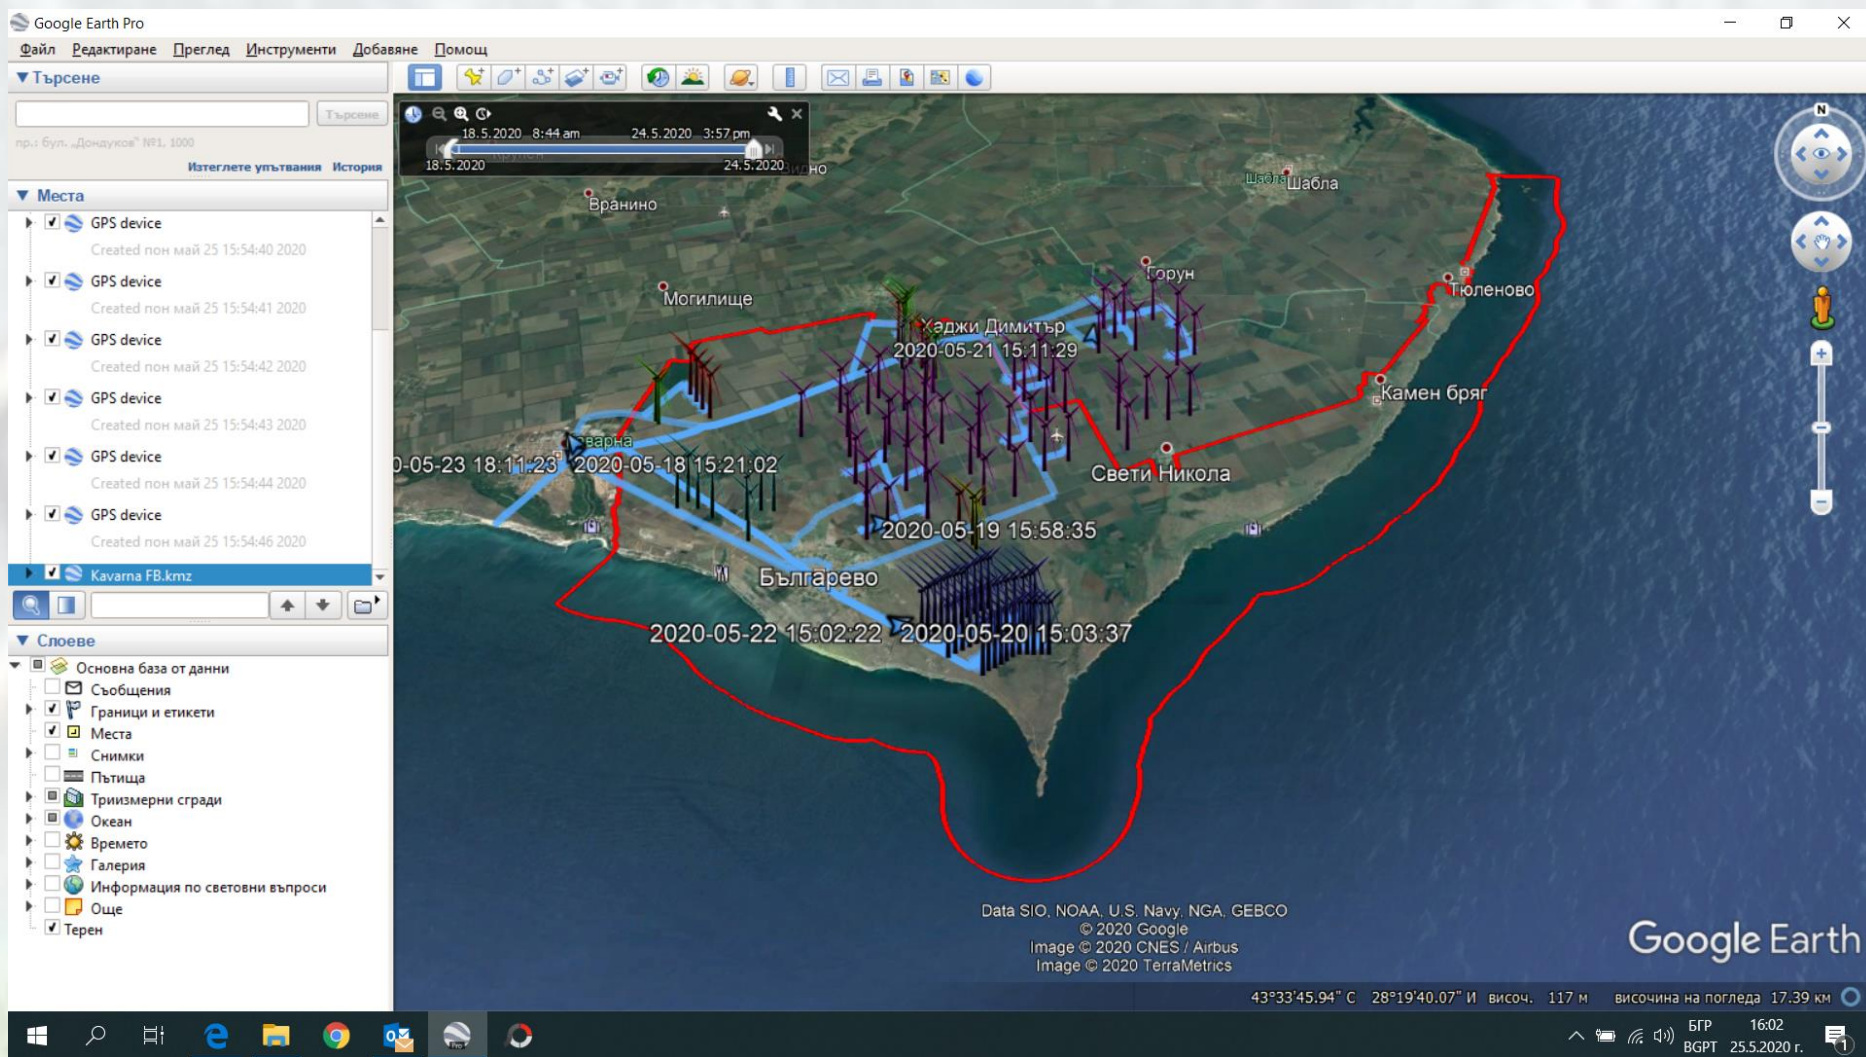 Google Earth Pro
Файл Редактиране Преглед Инструменти Добавяне Помощ
Търсене
Търсене
пр.: бул. „Дондуков“ №1, 1000
Изтеглете упътвания История
Места
GPS device
Created пон май 25 15:54:40 2020
GPS device
Created пон май 25 15:54:41 2020
GPS device
Created пон май 25 15:54:42 2020
GPS device
Created пон май 25 15:54:43 2020
GPS device
Created пон май 25 15:54:44 2020
GPS device
Created пон май 25 15:54:46 2020
Kavarna FB.kmz
Слоеве
Основна база от данни
Съобщения
Граници и етикети
Места
Снимки
Пътища
Триизмерни сгради
Океан
Времето
Галерия
Информация по световни въпроси
Още
Терен
18.5.2020 8:44 am 24.5.2020 3:57 pm
18.5.2020 24.5.2020
N
Вранино
Шабла Шабла
Горун
Могилище
Тюленово
Хаджи Димитър
2020-05-21 15:11:29
Камен бряг
варна
0-05-23 18:11:23 2020-05-18 15:21:02
Свети Никола
2020-05-19 15:58:35
Българево
2020-05-22 15:02:22 2020-05-20 15:03:37
Data SIO, NOAA, U.S. Navy, NGA, GEBCO
© 2020 Google
Image © 2020 CNES / Airbus
Image © 2020 TerraMetrics
Google Earth
43°33'45.94" С 28°19'40.07" И височ. 117 м височина на погледа 17.39 км
БГР 16:02
BGPT 25.5.2020 г.
1